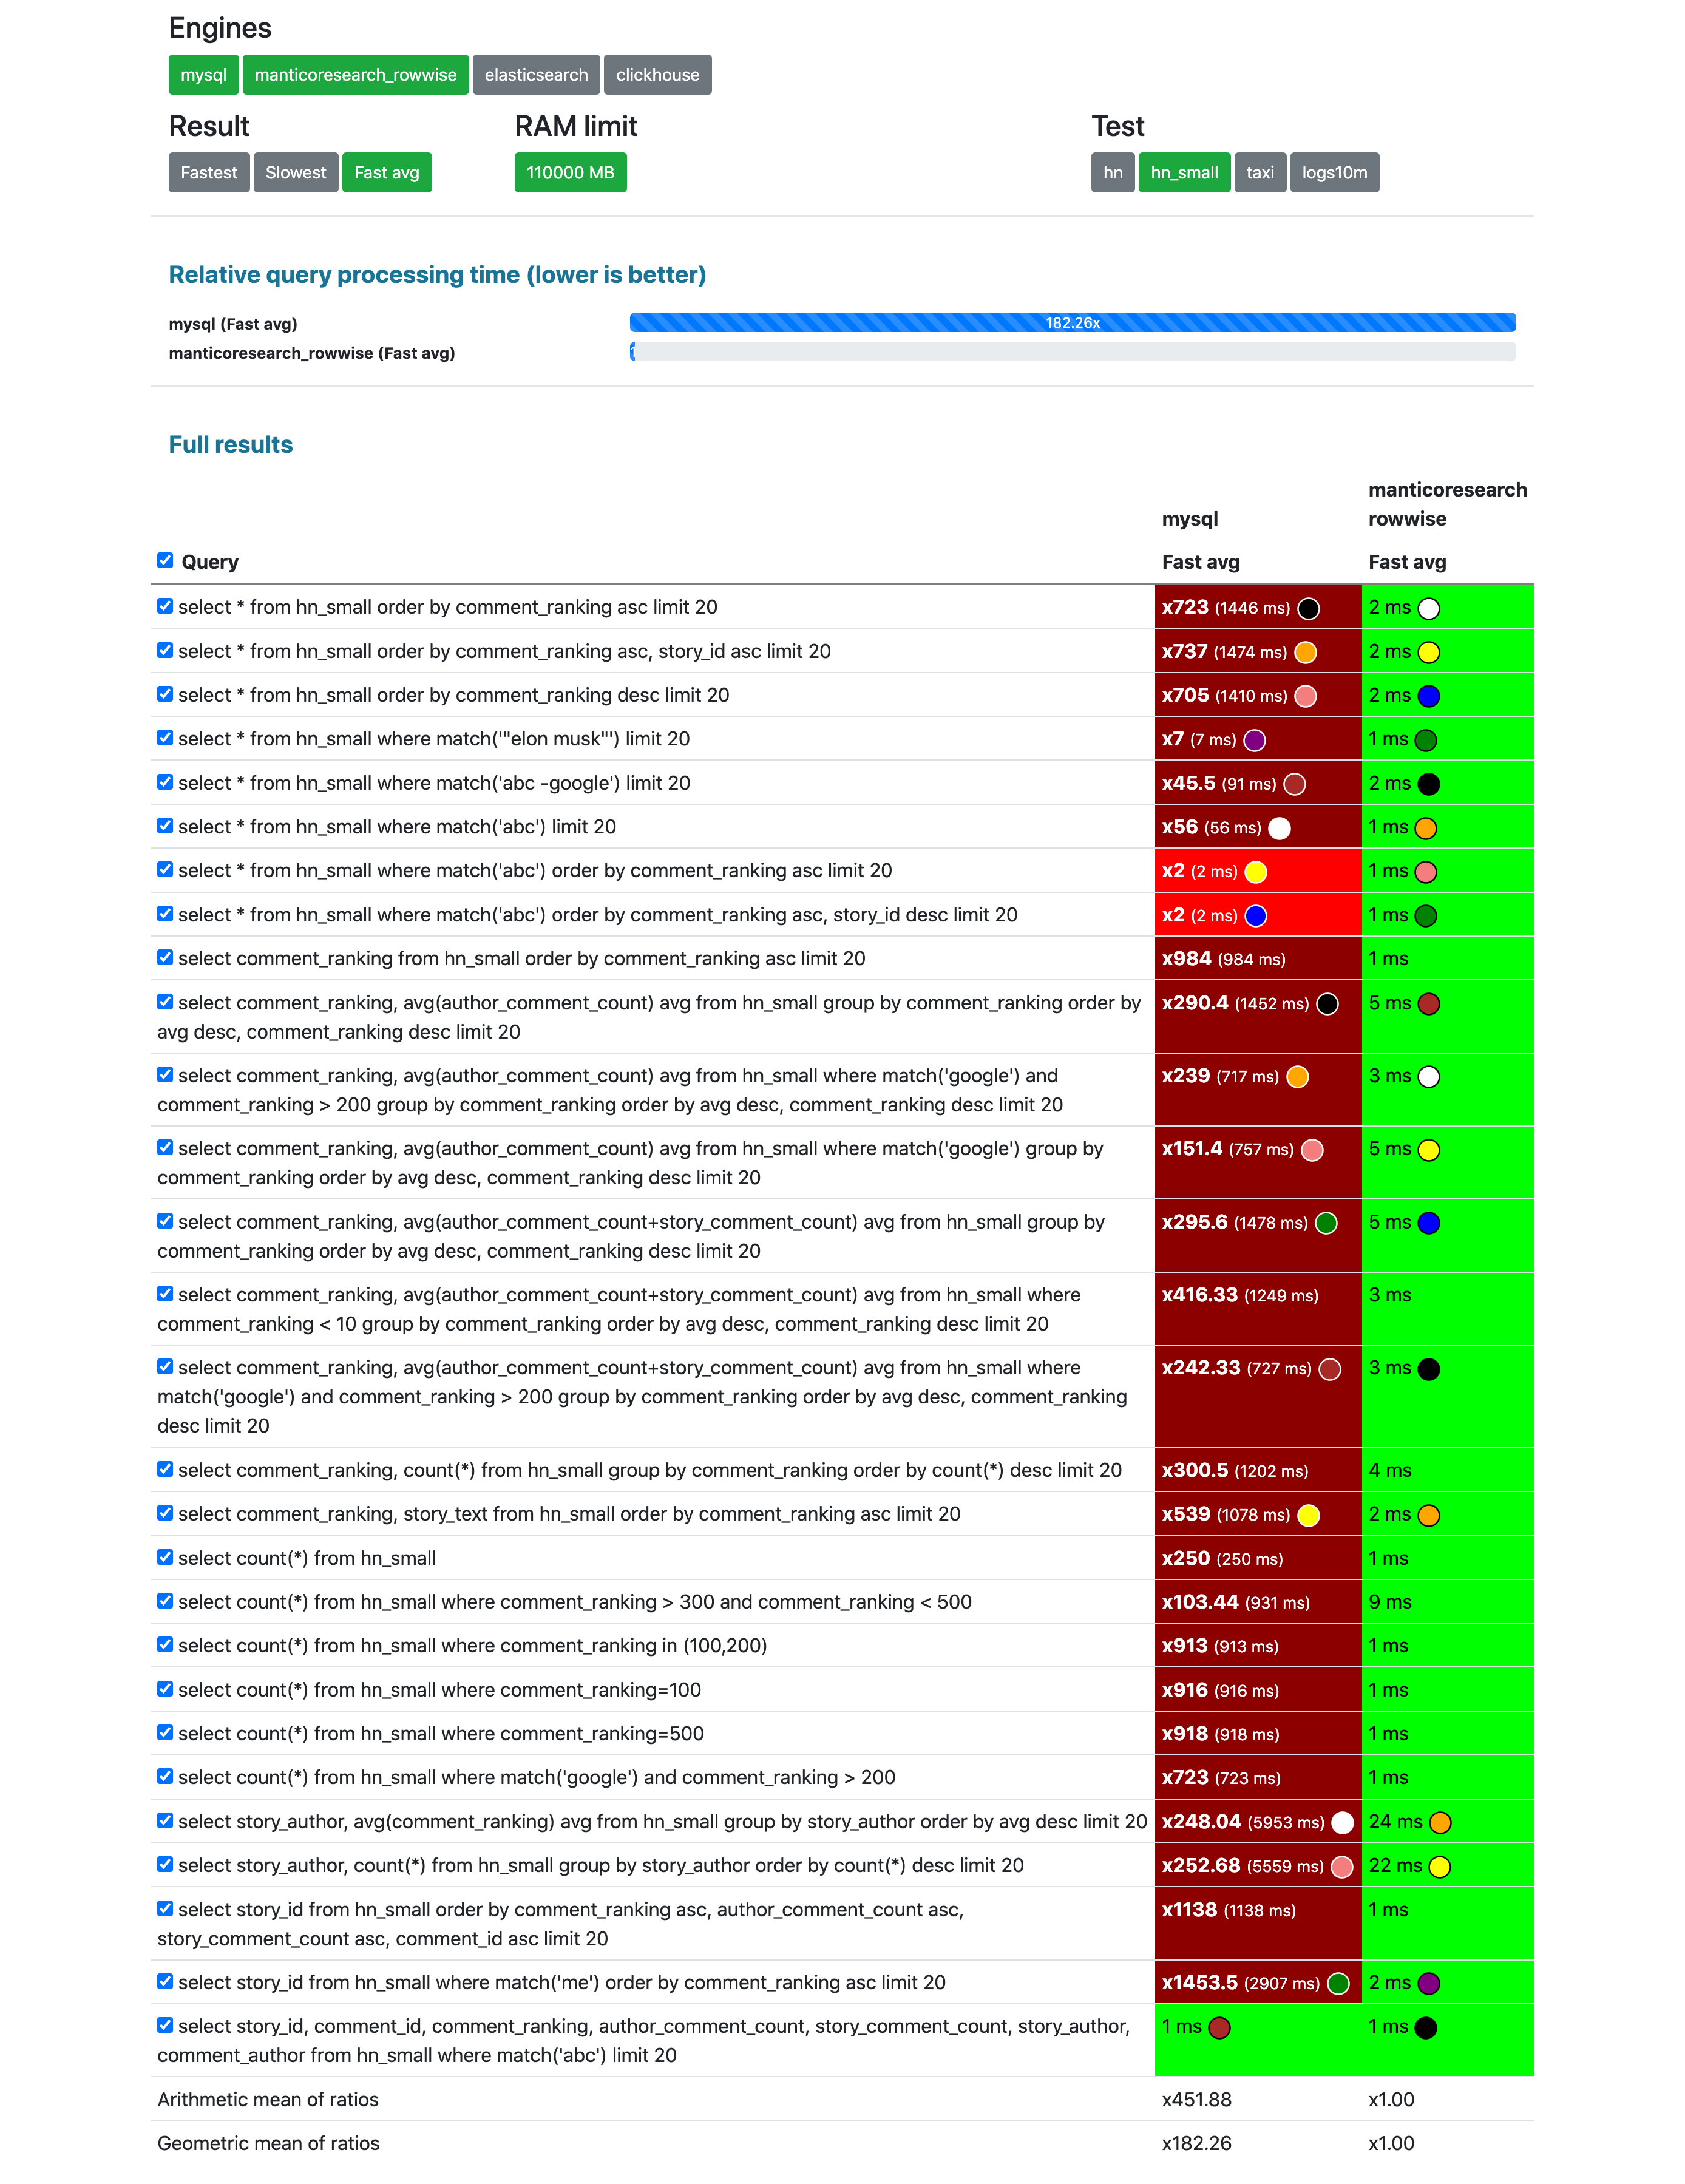 Engines
mysql manticoresearch_rowwise elasticsearch clickhouse
Result RAM limit Test
Fastest Slowest Fast avg 110000 MB hn hn_small taxi logs10m
Relative query processing time (lower is better)
mysql (Fast avg) 182.26x
manticoresearch_rowwise (Fast avg)
Full results
manticoresearch
mysql rowwise
Query Fast avg Fast avg
select * from hn_small order by comment_ranking asc limit 20 x723 (1446 ms) 2 ms
select * from hn_small order by comment_ranking asc, story_id asc limit 20 x737 (1474 ms) 2 ms
select * from hn_small order by comment_ranking desc limit 20 x705 (1410 ms) 2 ms
select * from hn_small where match('"elon musk"') limit 20 x7 (7 ms) 1 ms
select * from hn_small where match('abc -google') limit 20 x45.5 (91 ms) 2 ms
select * from hn_small where match('abc') limit 20 x56 (56 ms) 1 ms
select * from hn_small where match('abc') order by comment_ranking asc limit 20 x2 (2 ms) 1 ms
select * from hn_small where match('abc') order by comment_ranking asc, story_id desc limit 20 x2 (2 ms) 1 ms
select comment_ranking from hn_small order by comment_ranking asc limit 20 x984 (984 ms) 1 ms
select comment_ranking, avg(author_comment_count) avg from hn_small group by comment_ranking order by x290.4 (1452 ms) 5 ms
avg desc, comment_ranking desc limit 20
select comment_ranking, avg(author_comment_count) avg from hn_small where match('google') and x239 (717 ms) 3 ms
comment_ranking > 200 group by comment_ranking order by avg desc, comment_ranking desc limit 20
select comment_ranking, avg(author_comment_count) avg from hn_small where match('google') group by x151.4 (757 ms) 5 ms
comment_ranking order by avg desc, comment_ranking desc limit 20
select comment_ranking, avg(author_comment_count+story_comment_count) avg from hn_small group by x295.6 (1478 ms) 5 ms
comment_ranking order by avg desc, comment_ranking desc limit 20
select comment_ranking, avg(author_comment_count+story_comment_count) avg from hn_small where x416.33 (1249 ms) 3 ms
comment_ranking < 10 group by comment_ranking order by avg desc, comment_ranking desc limit 20
select comment_ranking, avg(author_comment_count+story_comment_count) avg from hn_small where x242.33 (727 ms) 3 ms
match('google') and comment_ranking > 200 group by comment_ranking order by avg desc, comment_ranking
desc limit 20
select comment_ranking, count(*) from hn_small group by comment_ranking order by count(*) desc limit 20 x300.5 (1202 ms) 4 ms
select comment_ranking, story_text from hn_small order by comment_ranking asc limit 20 x539 (1078 ms) 2 ms
select count(*) from hn_small x250 (250 ms) 1 ms
select count(*) from hn_small where comment_ranking > 300 and comment_ranking < 500 x103.44 (931 ms) 9 ms
select count(*) from hn_small where comment_ranking in (100,200) x913 (913 ms) 1 ms
select count(*) from hn_small where comment_ranking=100 x916 (916 ms) 1 ms
select count(*) from hn_small where comment_ranking=500 x918 (918 ms) 1 ms
select count(*) from hn_small where match('google') and comment_ranking > 200 x723 (723 ms) 1 ms
select story_author, avg(comment_ranking) avg from hn_small group by story_author order by avg desc limit 20 x248.04 (5953 ms) 24 ms
select story_author, count(*) from hn_small group by story_author order by count(*) desc limit 20 x252.68 (5559 ms) 22 ms
select story_id from hn_small order by comment_ranking asc, author_comment_count asc, x1138 (1138 ms) 1 ms
story_comment_count asc, comment_id asc limit 20
select story_id from hn_small where match('me') order by comment_ranking asc limit 20 x1453.5 (2907 ms) 2 ms
select story_id, comment_id, comment_ranking, author_comment_count, story_comment_count, story_author, 1 ms 1 ms
comment_author from hn_small where match('abc') limit 20
Arithmetic mean of ratios x451.88 x1.00
Geometric mean of ratios x182.26 x1.00